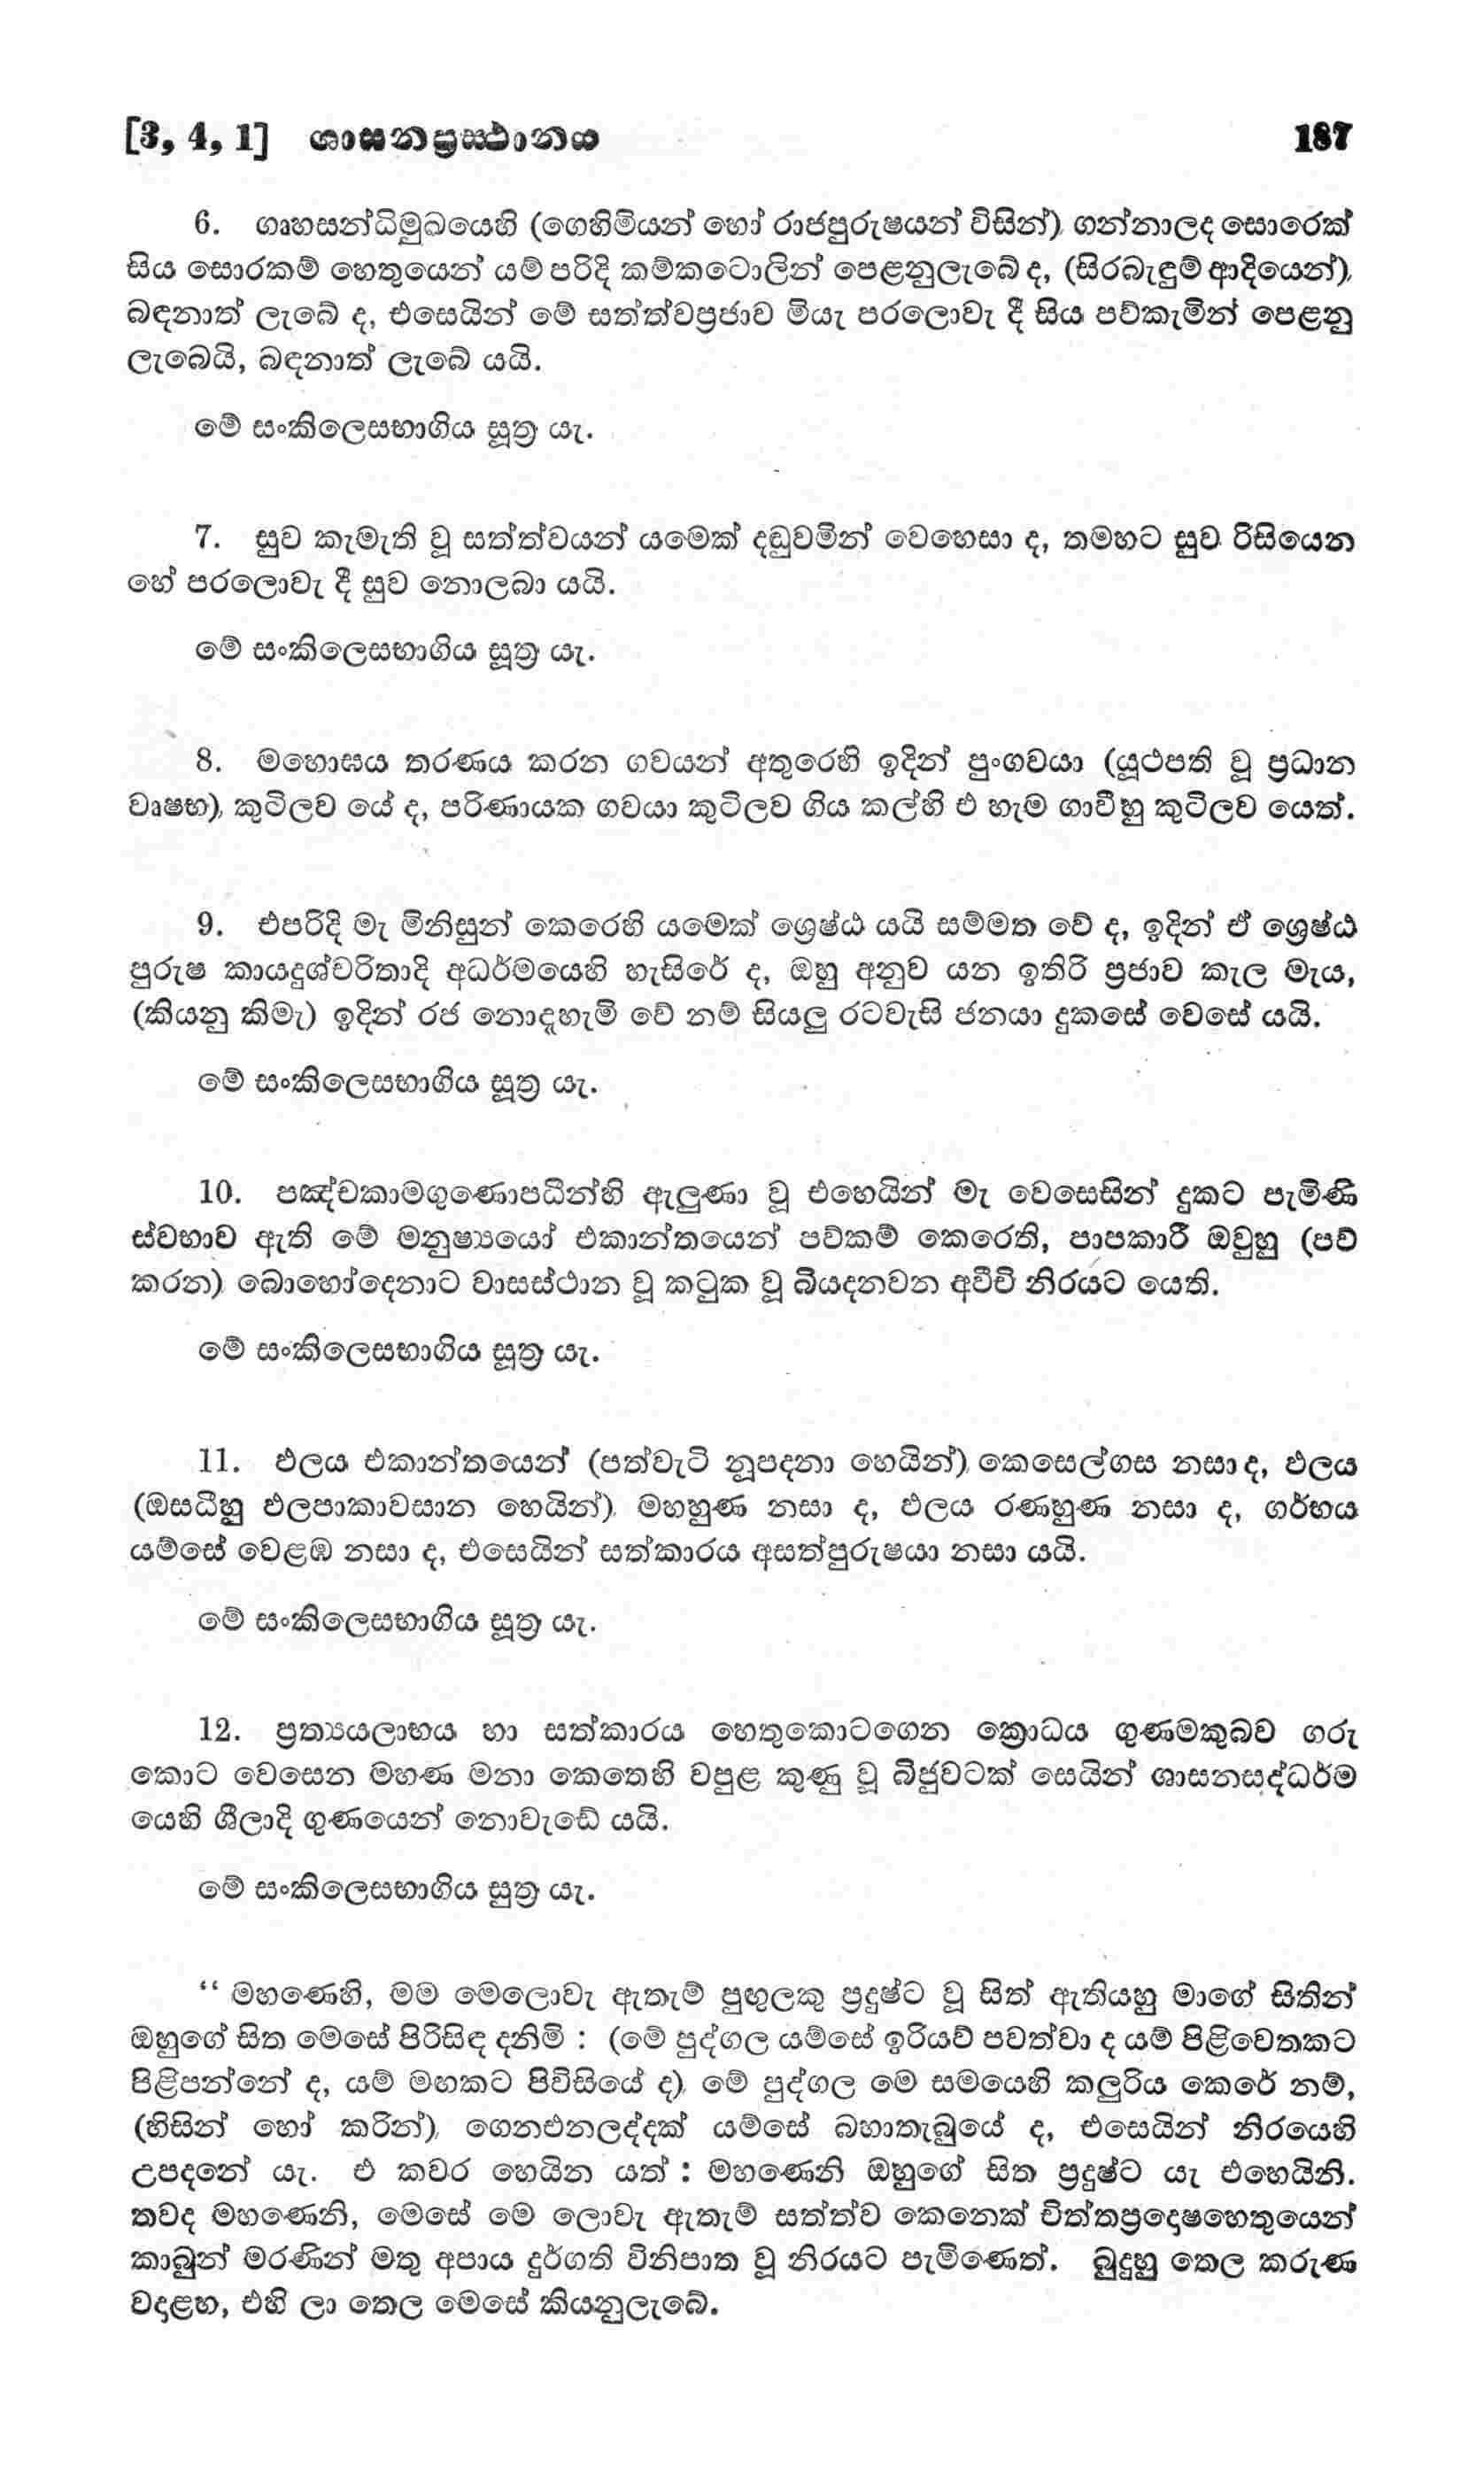 [3, 4, 1] ශාසනප්‍රස්ථානය 187
6. ගෘහසන්ධිමුඛයෙහි (ගෙහිමියන් හෝ රාජපුරුෂයන් විසින්) ගන්නාලද සොරෙක්
සිය සොරකම් හෙතුයෙන් යම් පරිදි කම්කටොලින් පෙළනුලැබේ ද, (සිරබැඳුම් ආදියෙන්)
බඳනාත් ලැබේ ද, එසෙයින් මේ සත්ත්වප්‍රජාව මියැ පරලොවැ දී සිය පව්කැමින් පෙළනු
ලැබෙයි, බඳනාත් ලැබේ යයි.
මේ සංකිලෙසභාගිය සූත්‍ර යැ.
7. සුව කැමැති වූ සත්ත්වයන් යමෙක් දඬුවමින් වෙහෙසා ද, තමහට සුව රිසියෙන
හේ පරලොවැ දී සුව නොලබා යයි.
මේ සංකිලෙසභාගිය සූත්‍ර යැ.
8. මහොඝය තරණය කරන ගවයන් අතුරෙහි ඉදින් පුංගවයා (යූථපති වූ ප්‍රධාන
වෘෂභ) කුටිලව යේ ද, පරිණායක ගවයා කුටිලව ගිය කල්හි එ හැම ගාවීහු කුටිලව යෙත්.
9. එපරිදි මැ මිනිසුන් කෙරෙහි යමෙක් ශ්‍රෙෂ්ඨ යයි සම්මත වේ ද, ඉදින් ඒ ශ්‍රෙෂ්ඨ
පුරුෂ කායදුශ්චරිතාදි අධර්මයෙහි හැසිරේ ද, ඔහු අනුව යන ඉතිරි ප්‍රජාව කැල මැය,
(කියනු කිමැ) ඉදින් රජ නොදැහැමි වේ නම් සියලු රටවැසි ජනයා දුකසේ වෙසේ යයි.
මේ සංකිලෙසභාගිය සූත්‍ර යැ.
10. පඤ්චකාමගුණොපධීන්හි ඇලුණා වූ එහෙයින් මැ වෙසෙසින් දුකට පැමිණි
ස්වභාව ඇති මේ මනුෂ්‍යයෝ එකාන්තයෙන් පව්කම් කෙරෙති, පාපකාරී ඔවුහු (පව්
කරන) බොහෝදෙනාට වාසස්ථාන වූ කටුක වූ බියදනවන අවීචි නිරයට යෙති.
මේ සංකිලෙසභාගිය සූත්‍ර යැ.
11. ඵලය එකාන්තයෙන් (පත්වැටි නූපදනා හෙයින්) කෙසෙල්ගස නසා ද, ඵලය
(ඔසධීහු ඵලපාකාවසාන හෙයින්) මහහුණ නසා ද, ඵලය රණහුණ නසා ද, ගර්භය
යම්සේ වෙළඹ නසා ද, එසෙයින් සත්කාරය අසත්පුරුෂයා නසා යයි.
මේ සංකිලෙසභාගිය සූත්‍ර යැ.
12. ප්‍රත්‍යයලාභය හා සත්කාරය හෙතුකොටගෙන ක්‍රොධය ගුණමකුබව ගරු
කොට වෙසෙන මහණ මනා කෙතෙහි වපුළ කුණු වූ බිජුවටක් සෙයින් ශාසනසද්ධර්ම
යෙහි ශීලාදි ගුණයෙන් නොවැඩේ යයි.
මේ සංකිලෙසභාගිය සුත්‍ර යැ.
“ මහණෙහි, මම මෙලොවැ ඇතැම් පුඟුලකු ප්‍රදුෂ්ට වූ සිත් ඇතියහු මාගේ සිතින්
ඔහුගේ සිත මෙසේ පිරිසිඳ දනිමි : (මේ පුද්ගල යම්සේ ඉරියව් පවත්වා ද යම් පිළිවෙතකට
පිළිපන්නේ ද, යම් මඟකට පිවිසියේ ද) මේ පුද්ගල මෙ සමයෙහි කලුරිය කෙරේ නම්,
(හිසින් හෝ කරින්) ගෙනඑනලද්දක් යම්සේ බහාතැබුයේ ද, එසෙයින් නිරයෙහි
උපදනේ යැ. එ කවර හෙයින යත් : මහණෙනි ඔහුගේ සිත ප්‍රදුෂ්ට යැ එහෙයිනි.
තවද මහණෙනි, මෙසේ මෙ ලොවැ ඇතැම් සත්ත්ව කෙනෙක් චිත්තප්‍රදොෂහෙතුයෙන්
කාබුන් මරණින් මතු අපාය දුර්ගති විනිපාත වූ නිරයට පැමිණෙත්. බුදුහු තෙල කරුණ
වදාළහ, එහි ලා තෙල මෙසේ කියනුලැබේ.